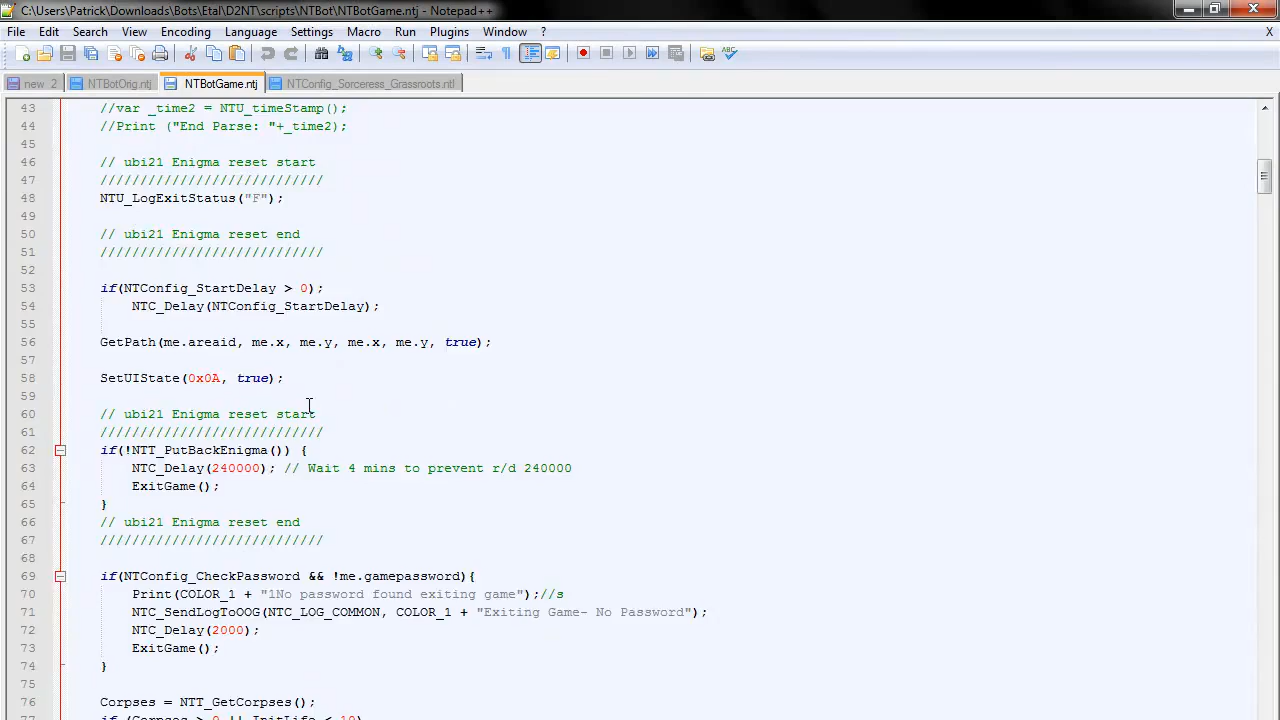 C:\Users\Patrick\Downloads\Bots\Etal\D2NT\scripts\NTBot\NTBotGame.ntj - Notepad++
File Edit Search View Encoding Language Settings Macro Run Plugins Window ? X
new 2 NTBotOrig.ntj NTBotGame.ntj NTConfig_Sorceress_Grassroots.ntl
43 //var _time2 = NTU_timeStamp();
44 //Print ("End Parse: "+_time2);
45
46 // ubi21 Enigma reset start
47 ////////////////////////////
48 NTU_LogExitStatus("F");
49
50 // ubi21 Enigma reset end
51 ////////////////////////////
52
53 if(NTConfig_StartDelay > 0);
54 NTC_Delay(NTConfig_StartDelay);
55
56 GetPath(me.areaid, me.x, me.y, me.x, me.y, true);
57
58 SetUIState(0x0A, true);
59
60 // ubi21 Enigma reset start
61 ////////////////////////////
62 if(!NTT_PutBackEnigma()) {
63 NTC_Delay(240000); // Wait 4 mins to prevent r/d 240000
64 ExitGame();
65 }
66 // ubi21 Enigma reset end
67 ////////////////////////////
68
69 if(NTConfig_CheckPassword && !me.gamepassword){
70 Print(COLOR_1 + "1No password found exiting game");//s
71 NTC_SendLogToOOG(NTC_LOG_COMMON, COLOR_1 + "Exiting Game- No Password");
72 NTC_Delay(2000);
73 ExitGame();
74 }
75
76 Corpses = NTT_GetCorpses();
77 if (Corpses > 0 || InitLife < 10)